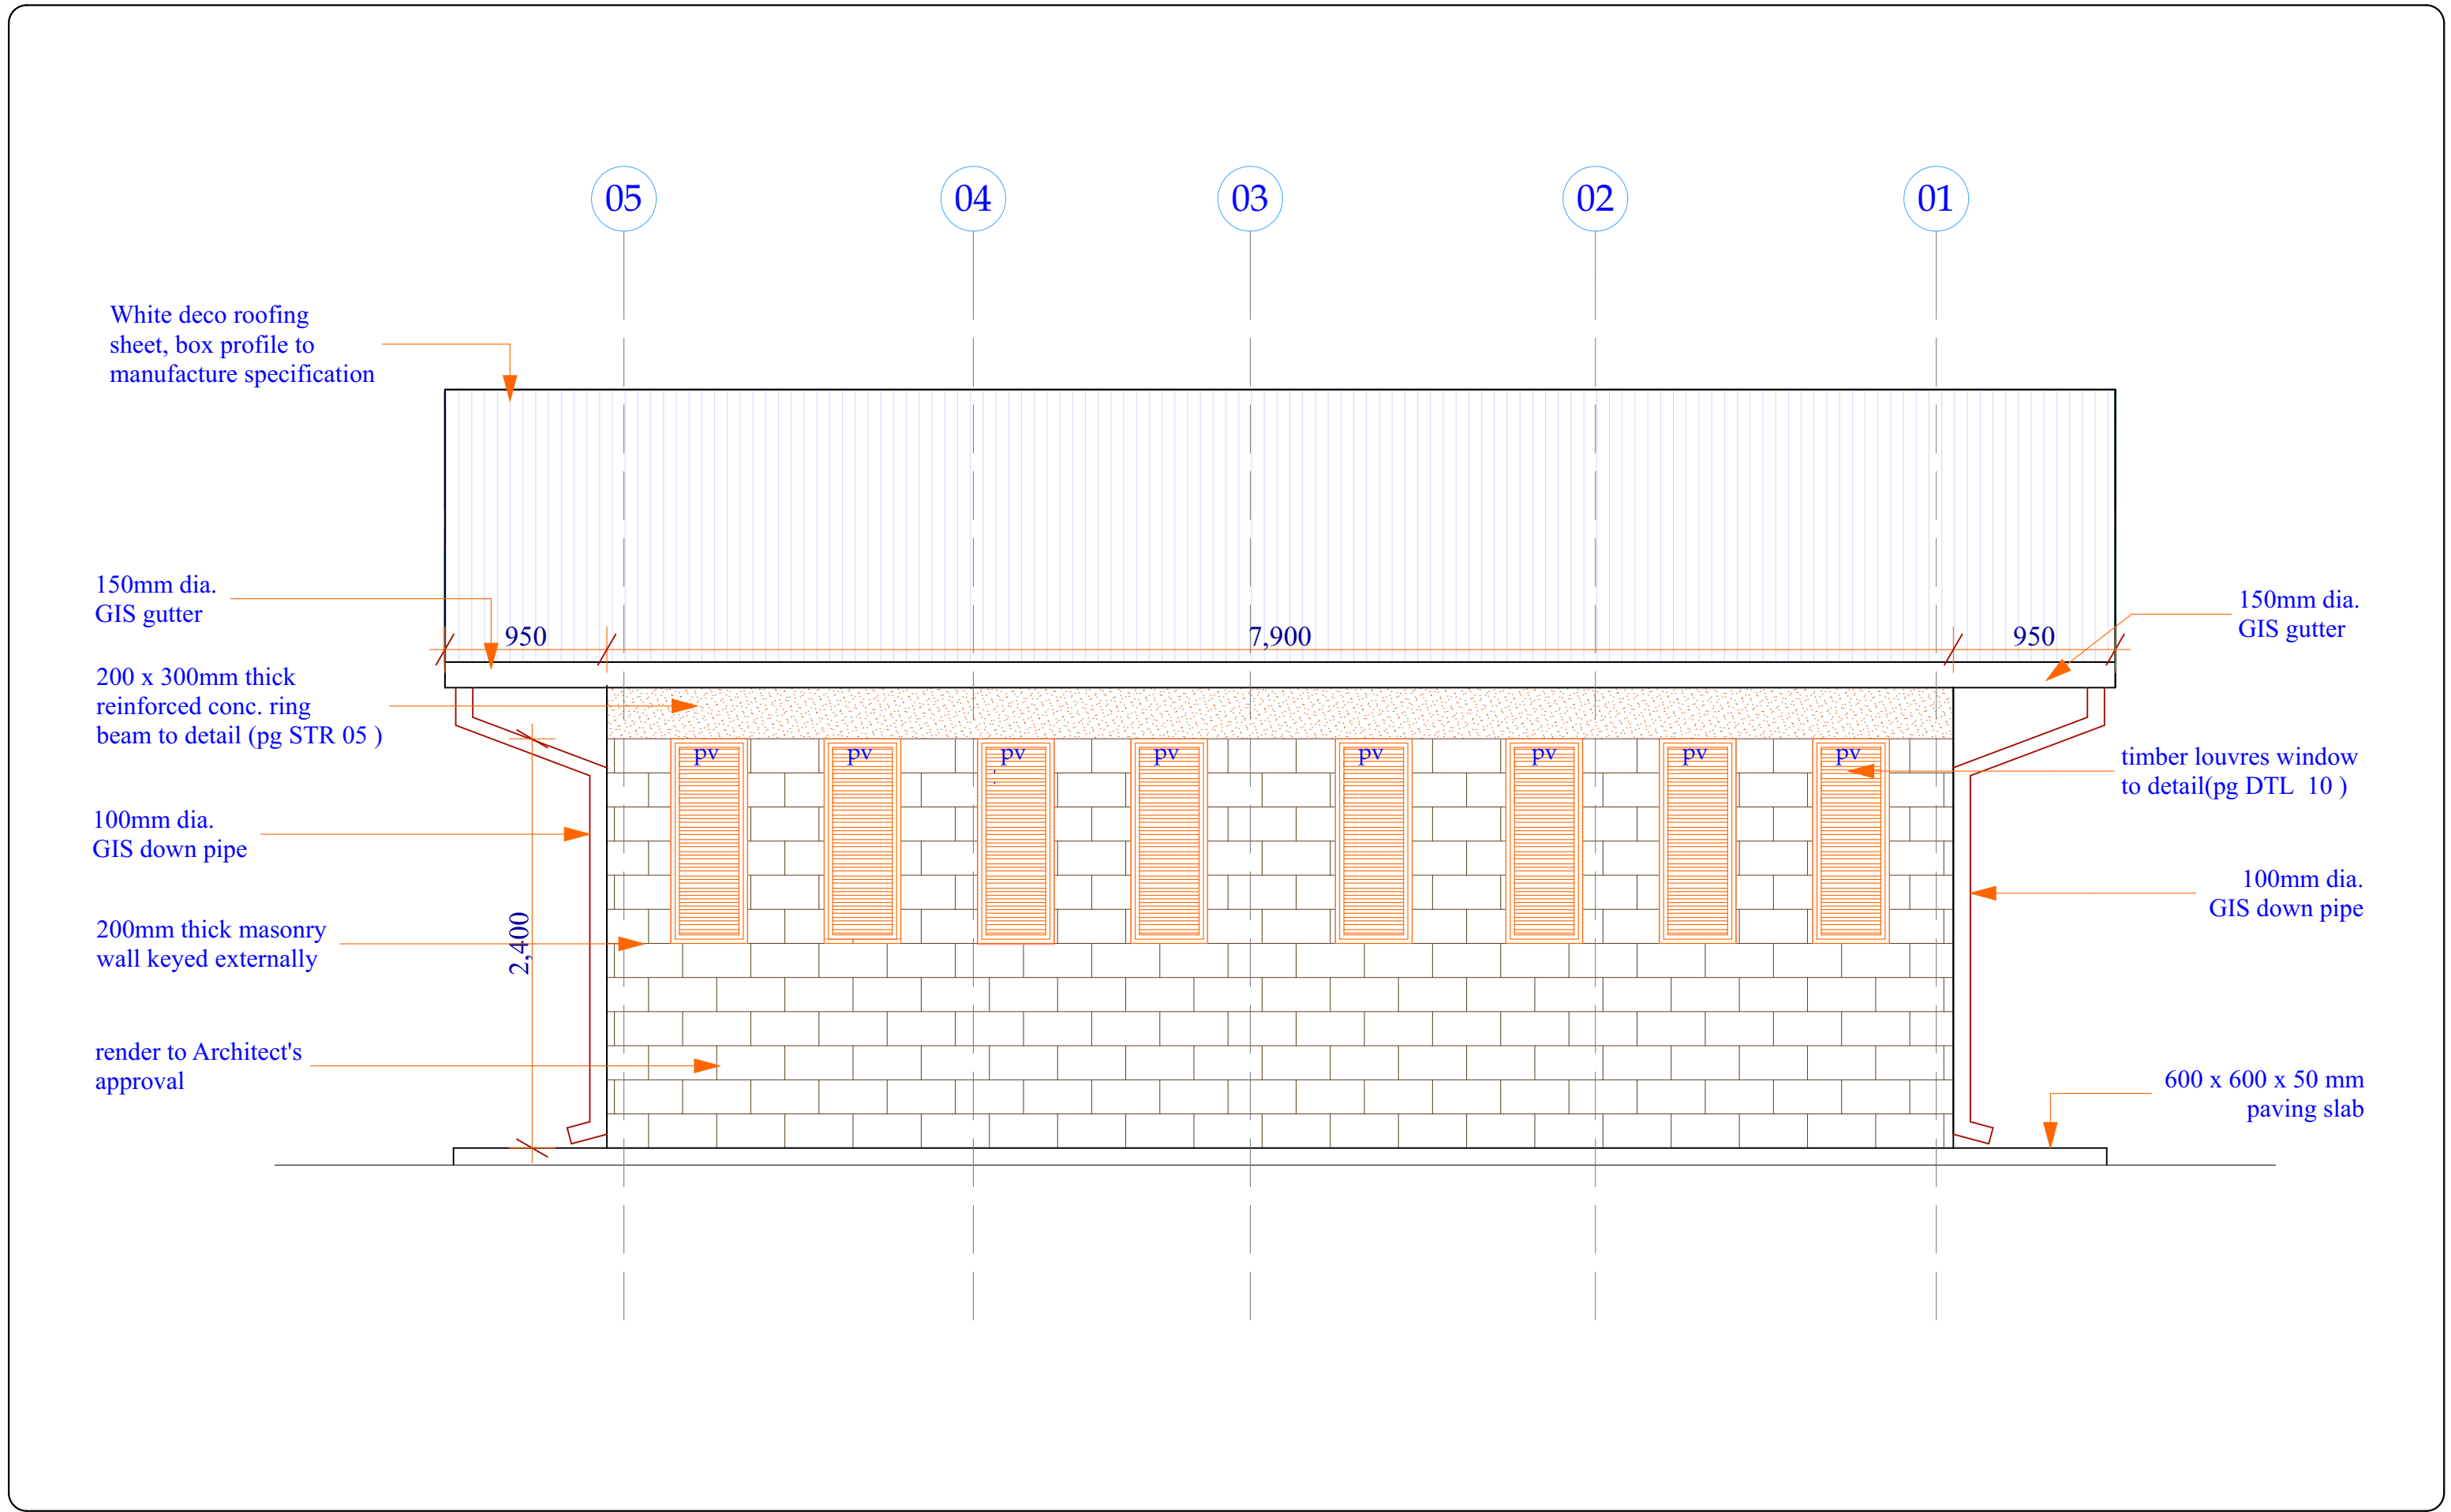 05
04
03
02
01
White deco roofing
sheet, box profile to
manufacture specification
150mm dia.
GIS gutter
150mm dia.
GIS gutter
950
7,900
950
200 x 300mm thick
reinforced conc. ring
beam to detail (pg STR 05 )
pv
pv
pv
pv
pv
pv
pv
pv
timber louvres window
to detail(pg DTL 10 )
100mm dia.
GIS down pipe
100mm dia.
GIS down pipe
2,400
200mm thick masonry
wall keyed externally
render to Architect's
approval
600 x 600 x 50 mm
paving slab